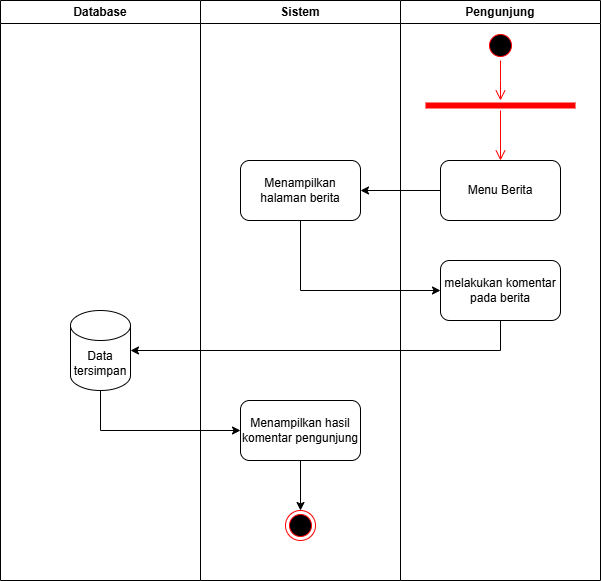 Database
Sistem
Pengunjung
Menampilkan
halaman berita
Menu Berita
melakukan komentar
pada berita
Data
tersimpan
Menampilkan hasil
komentar pengunjung